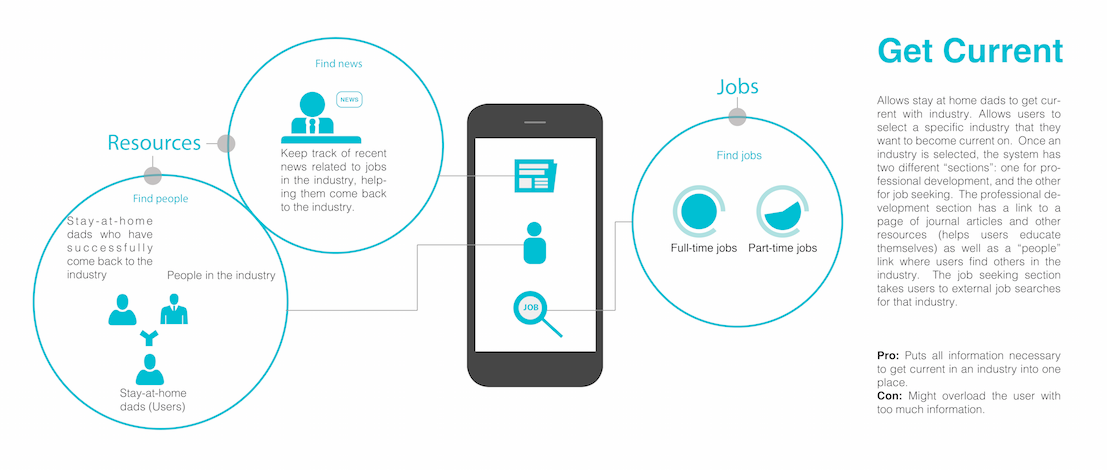 Resources
Find news
NEWS
Keep track of recent
news related to jobs
in the industry, help-
ing them come back
to the industry.
Find people
Stay-at-home
dads who have
successfully
come back to the
industry
People in the industry
Stay-at-home
dads (Users)
JOB
Jobs
Find jobs
Full-time jobs
Part-time jobs
Get Current
Allows stay at home dads to get cur-
rent with industry. Allows users to
select a specific industry that they
want to become current on. Once an
industry is selected, the system has
two different “sections”: one for pro-
fessional development, and the other
for job seeking. The professional de-
velopment section has a link to a
page of journal articles and other
resources (helps users educate
themselves) as well as a “people”
link where users find others in the
industry. The job seeking section
takes users to external job searches
for that industry.
Pro: Puts all information necessary
to get current in an industry into one
place.
Con: Might overload the user with
too much information.